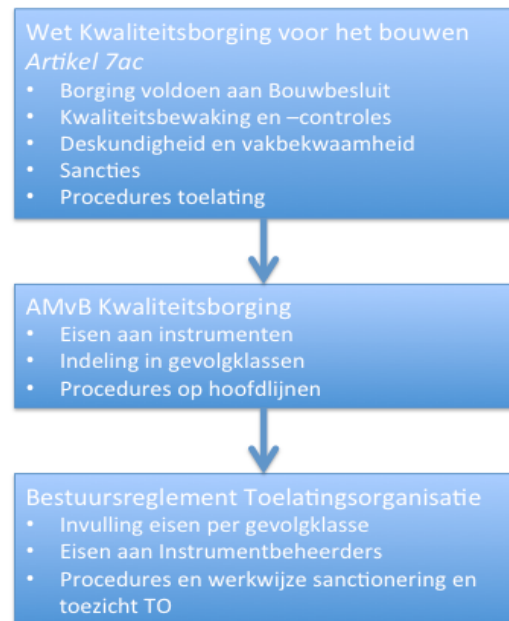 Wet Kwaliteitsborging voor het bouwen
Artikel 7ac
• Borging voldoen aan Bouwbesluit
• Kwaliteitsbewaking en –controles
• Deskundigheid en vakbekwaamheid
• Sancties
• Procedures toelating
AMvB Kwaliteitsborging
• Eisen aan instrumenten
• Indeling in gevolgklassen
• Procedures op hoofdlijnen
Bestuursreglement Toelatingsorganisatie
• Invulling eisen per gevolgklasse
• Eisen aan Instrumentbeheerders
• Procedures en werkwijze sanctionering en
toezicht TO